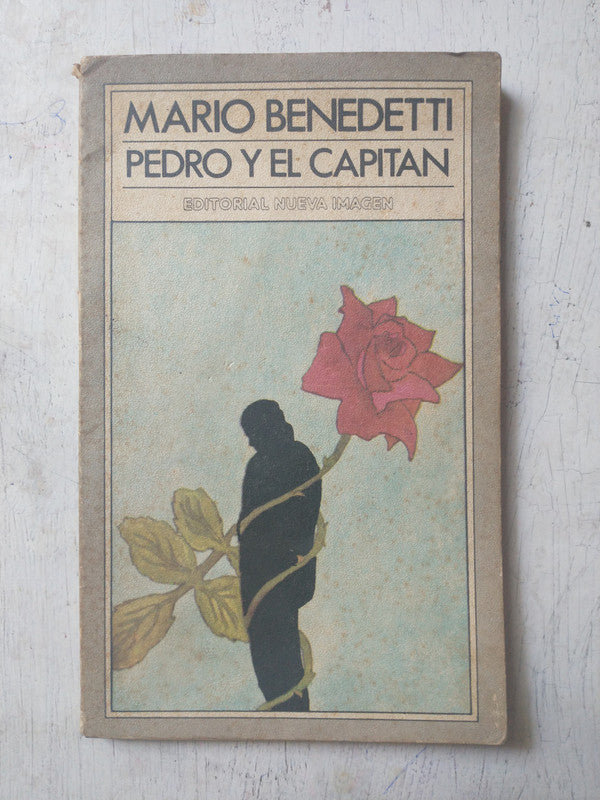 MARIO BENEDETTI
PEDRO Y EL CAPITAN
EDITORIAL NUEVA IMAGEN